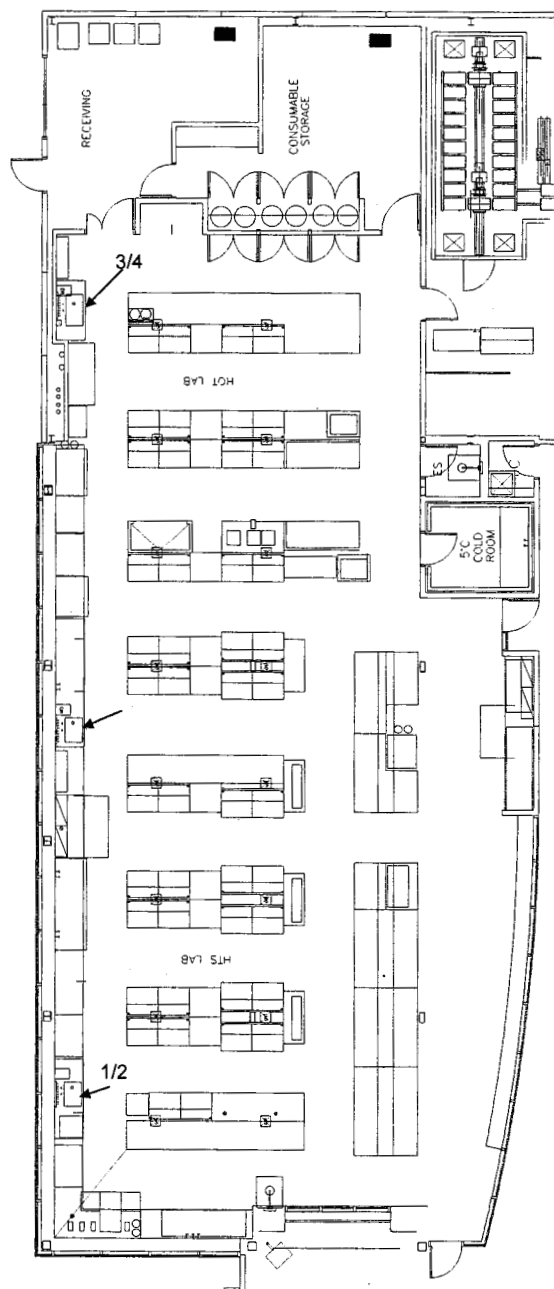 RECEIVING
CONSUMABLE
STORAGE
3/4
HOT LAB
ES
5°C
COLD
ROOM
HTS LAB
1/2